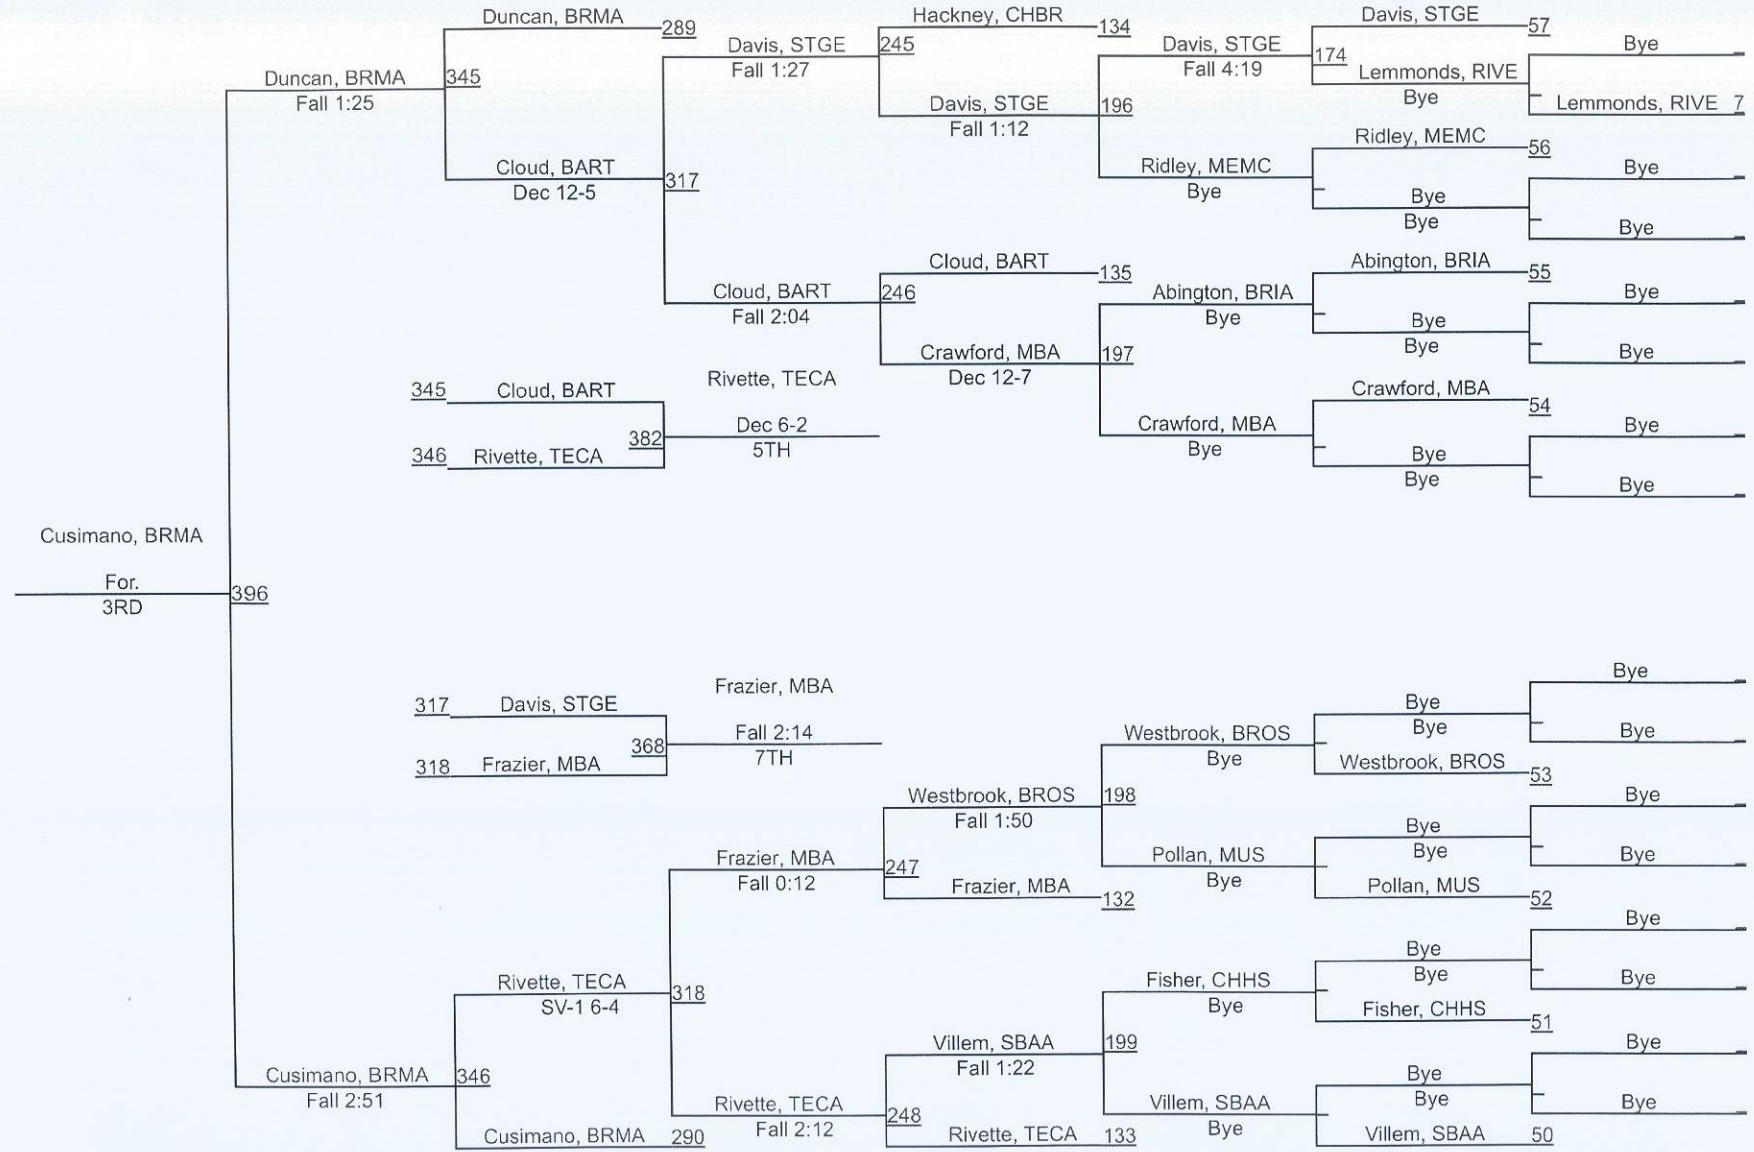 Duncan, BRMA
289
Hackney, CHBR
134
Davis, STGE
57
Davis, STGE
245
Davis, STGE
174
Bye
Duncan, BRMA
345
Fall 1:27
Fall 4:19
Lemmonds, RIVE
Fall 1:25
Davis, STGE
196
Bye
Lemmonds, RIVE 7
Fall 1:12
Ridley, MEMC
56
Cloud, BART
317
Ridley, MEMC
Bye
Dec 12-5
Bye
Bye
Bye
Bye
Cloud, BART
135
Abington, BRIA
55
Cloud, BART
246
Abington, BRIA
Bye
Fall 2:04
Bye
Bye
Bye
Bye
Crawford, MBA
197
Rivette, TECA
Dec 12-7
345
Cloud, BART
Crawford, MBA
54
382
Dec 6-2
Crawford, MBA
Bye
346
Rivette, TECA
5TH
Bye
Bye
Bye
Bye
Cusimano, BRMA
For.
396
3RD
Frazier, MBA
Bye
317
Davis, STGE
Bye
368
Fall 2:14
Westbrook, BROS
Bye
Bye
318
Frazier, MBA
7TH
Bye
Westbrook, BROS
53
Westbrook, BROS
198
Bye
Fall 1:50
Bye
Frazier, MBA
247
Pollan, MUS
Bye
Bye
Fall 0:12
Frazier, MBA
132
Bye
Pollan, MUS
52
Bye
Bye
Rivette, TECA
318
Fisher, CHHS
Bye
Bye
SV-1 6-4
Bye
Fisher, CHHS
51
Villem, SBAA
199
Bye
Fall 1:22
Cusimano, BRMA
346
Bye
Fall 2:51
Rivette, TECA
248
Villem, SBAA
Bye
Bye
Fall 2:12
Bye
Cusimano, BRMA
290
Rivette, TECA
133
Villem, SBAA
50